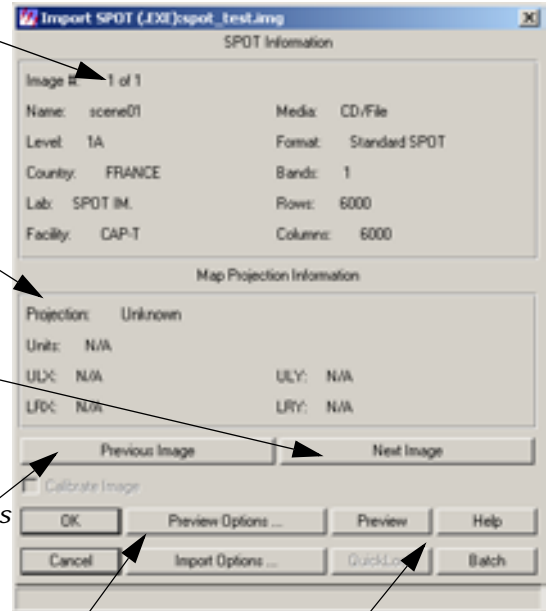 Import SPOT (.EXE):spot_test.img
SPOT Information
Image #: 1 of 1
Name: scene01 Media: CD/File
Level: 1A Format: Standard SPOT
Country: FRANCE Bands: 1
Lab: SPOT IM. Rows: 6000
Facility: CAP-T Columns: 6000
Map Projection Information
Projection: Unknown
Units: N/A
ULX: N/A ULY: N/A
LRX: N/A LRY: N/A
Previous Image Next Image
Calibrate Image
s
OK Preview Options ... Preview Help
Cancel Import Options ... Batch